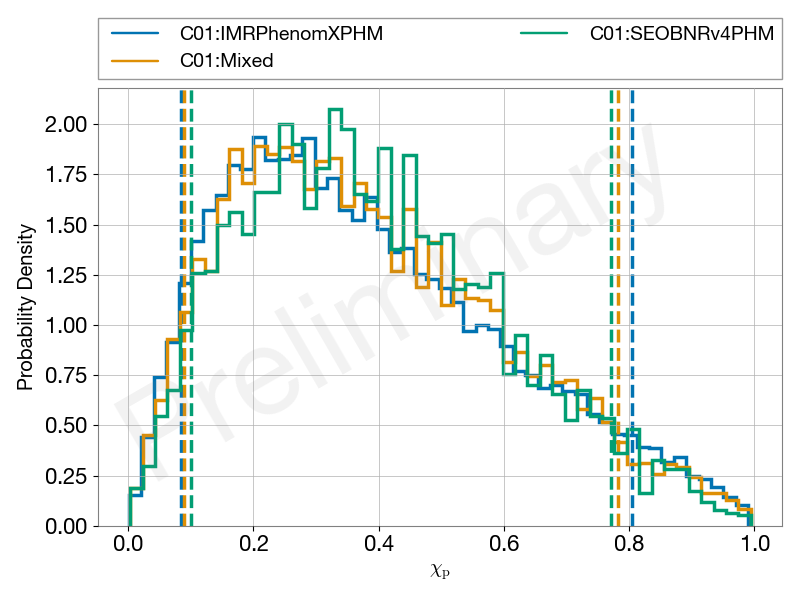 C01:IMRPhenomXPHM
C01:Mixed
C01:SEOBNRv4PHM
Preliminary
Probability Density
2.00
1.75
1.50
1.25
1.00
0.75
0.50
0.25
0.00
0.0 0.2 0.4 0.6 0.8 1.0
χp